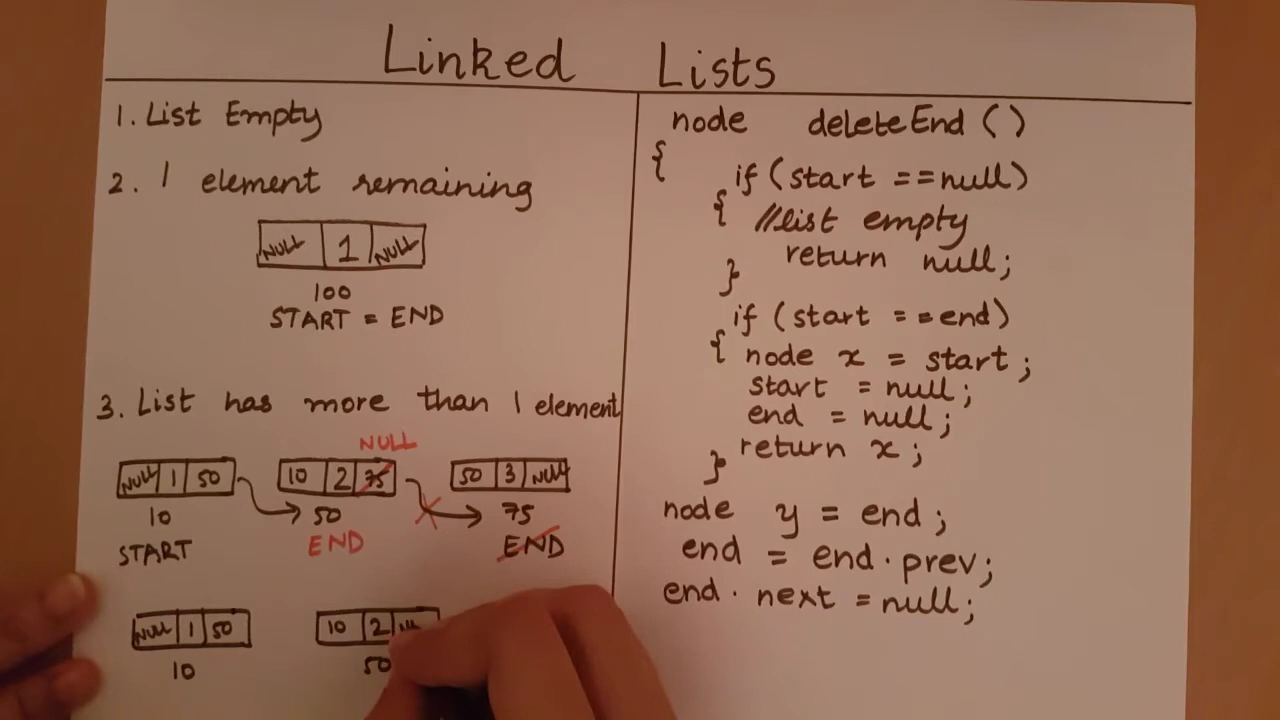 Linked Lists
1. List Empty
2. 1 element remaining
NULL 1 NULL
100
START = END
3. List has more than 1 element
NULL
NULL 1 50 10 2 75 50 3 NULL
10 50 75
START END END
NULL 1 50 10 2
10 50
node deleteEnd ()
{
if (start ==null)
{ //list empty
return null;
}
if (start ==end)
{ node x = start;
start = null;
end = null;
return x;
}
node y = end;
end = end.prev;
end.next = null;